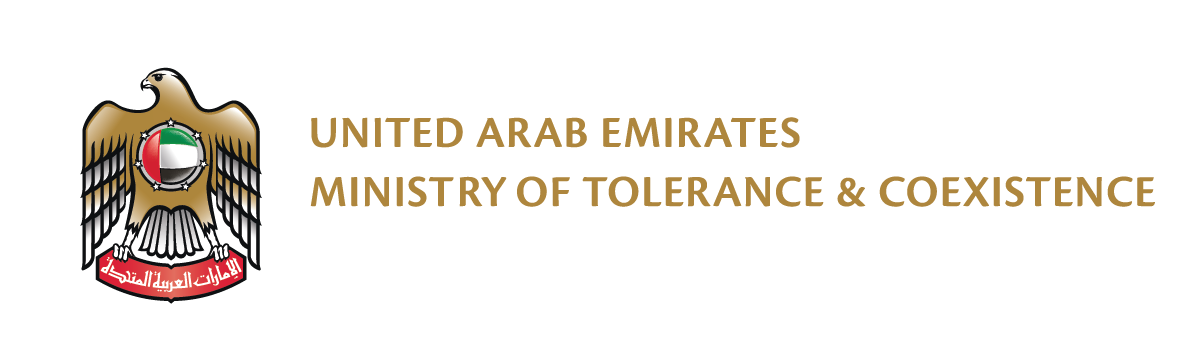 UNITED ARAB EMIRATES
MINISTRY OF TOLERANCE & COEXISTENCE
الإمارات العربية المتحدة